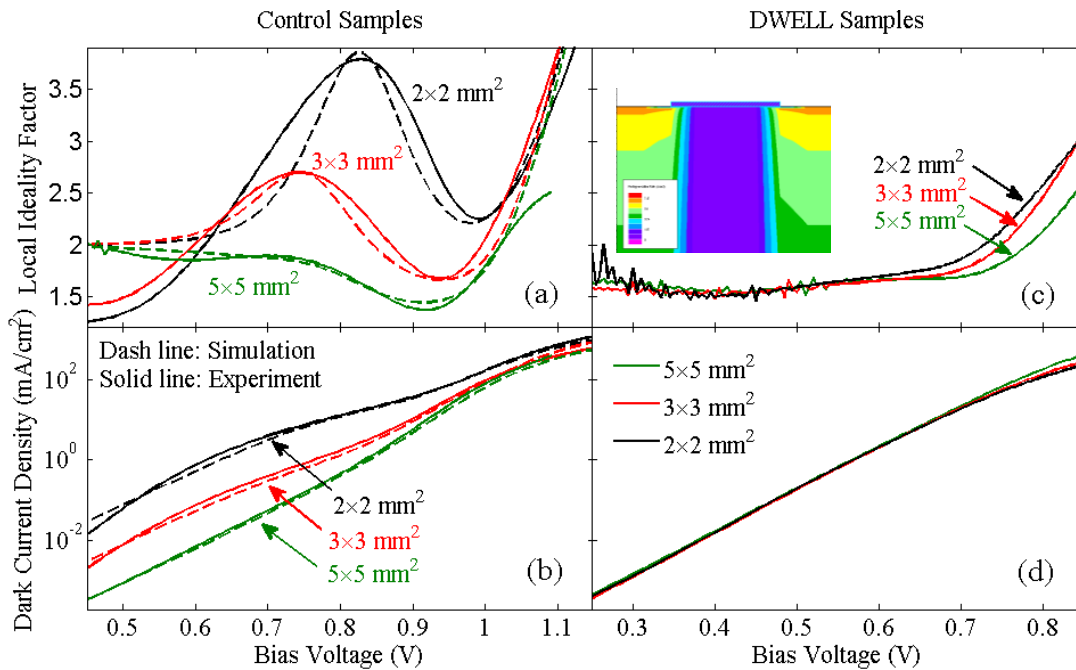 Control Samples
DWELL Samples
Local Ideality Factor
3.5
3
2.5
2
1.5
2×2 mm²
3×3 mm²
5×5 mm²
(a)
2×2 mm²
3×3 mm²
5×5 mm²
(c)
Dark Current Density (mA/cm²)
10²
10⁰
10⁻²
Dash line: Simulation
Solid line: Experiment
2×2 mm²
3×3 mm²
5×5 mm²
(b)
5×5 mm²
3×3 mm²
2×2 mm²
(d)
0.5 0.6 0.7 0.8 0.9 1 1.1
0.3 0.4 0.5 0.6 0.7 0.8
Bias Voltage (V)
Bias Voltage (V)